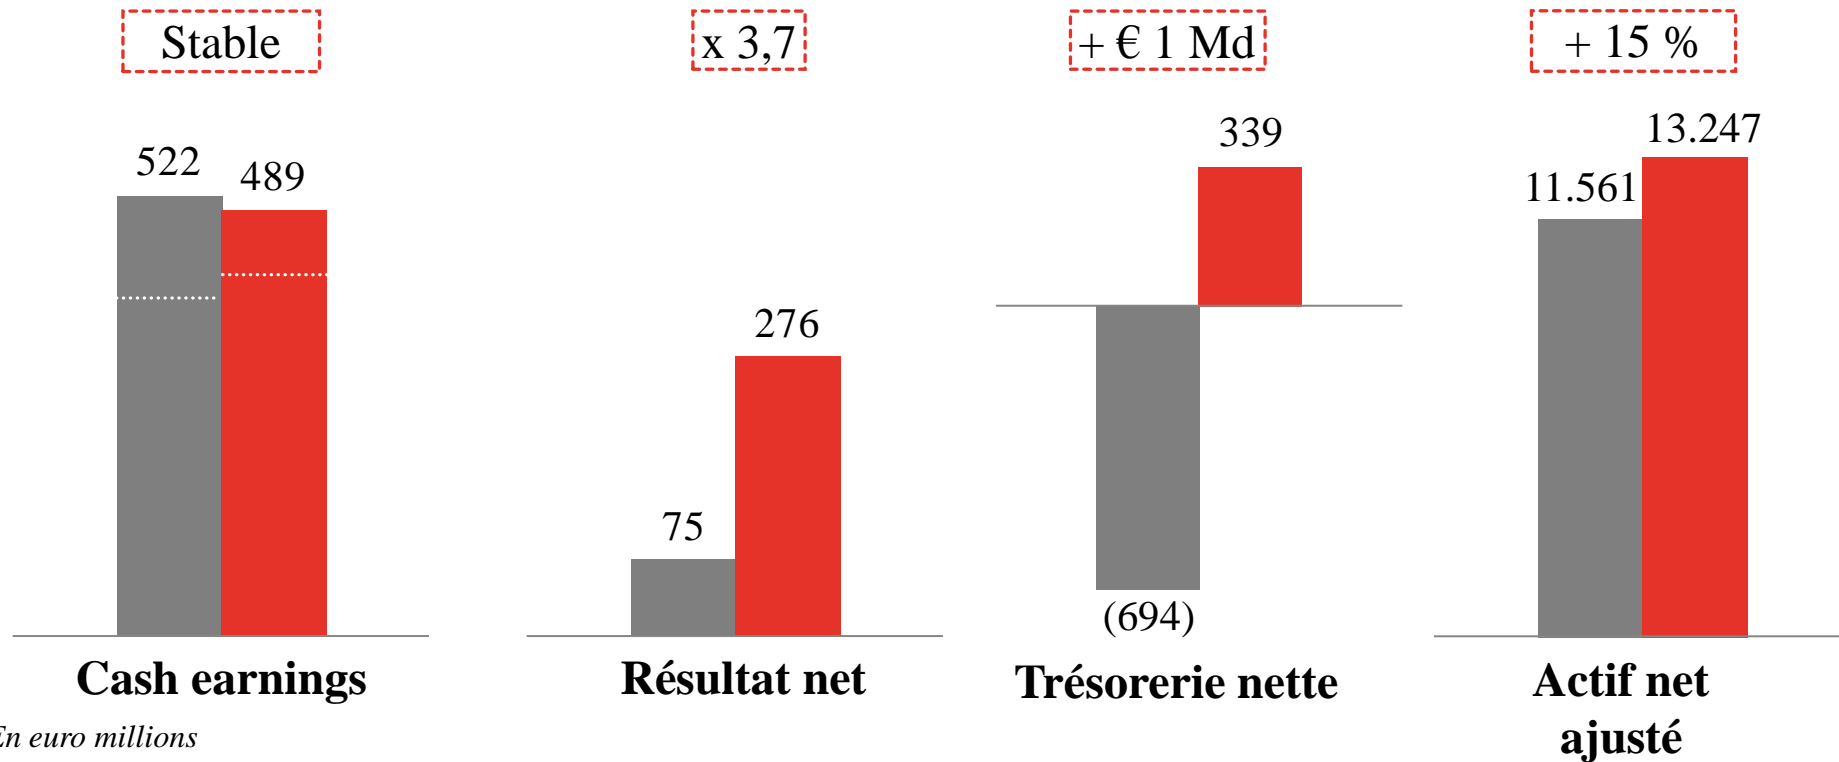 Stable
x 3,7
+ € 1 Md
+ 15 %
522
489
75
276
339
(694)
11.561
13.247
Cash earnings
Résultat net
Trésorerie nette
Actif net
ajusté
En euro millions